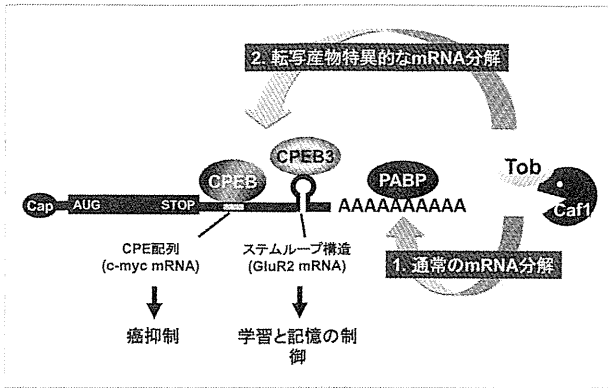 2. 転写産物特異的なmRNA分解
CPEB3
CPEB
PABP
Tob
Caf1
Cap
AUG
STOP
AAAAAAAAAA
CPE配列
(c-myc mRNA)
ステムループ構造
(GluR2 mRNA)
1. 通常のmRNA分解
癌抑制
学習と記憶の制
御